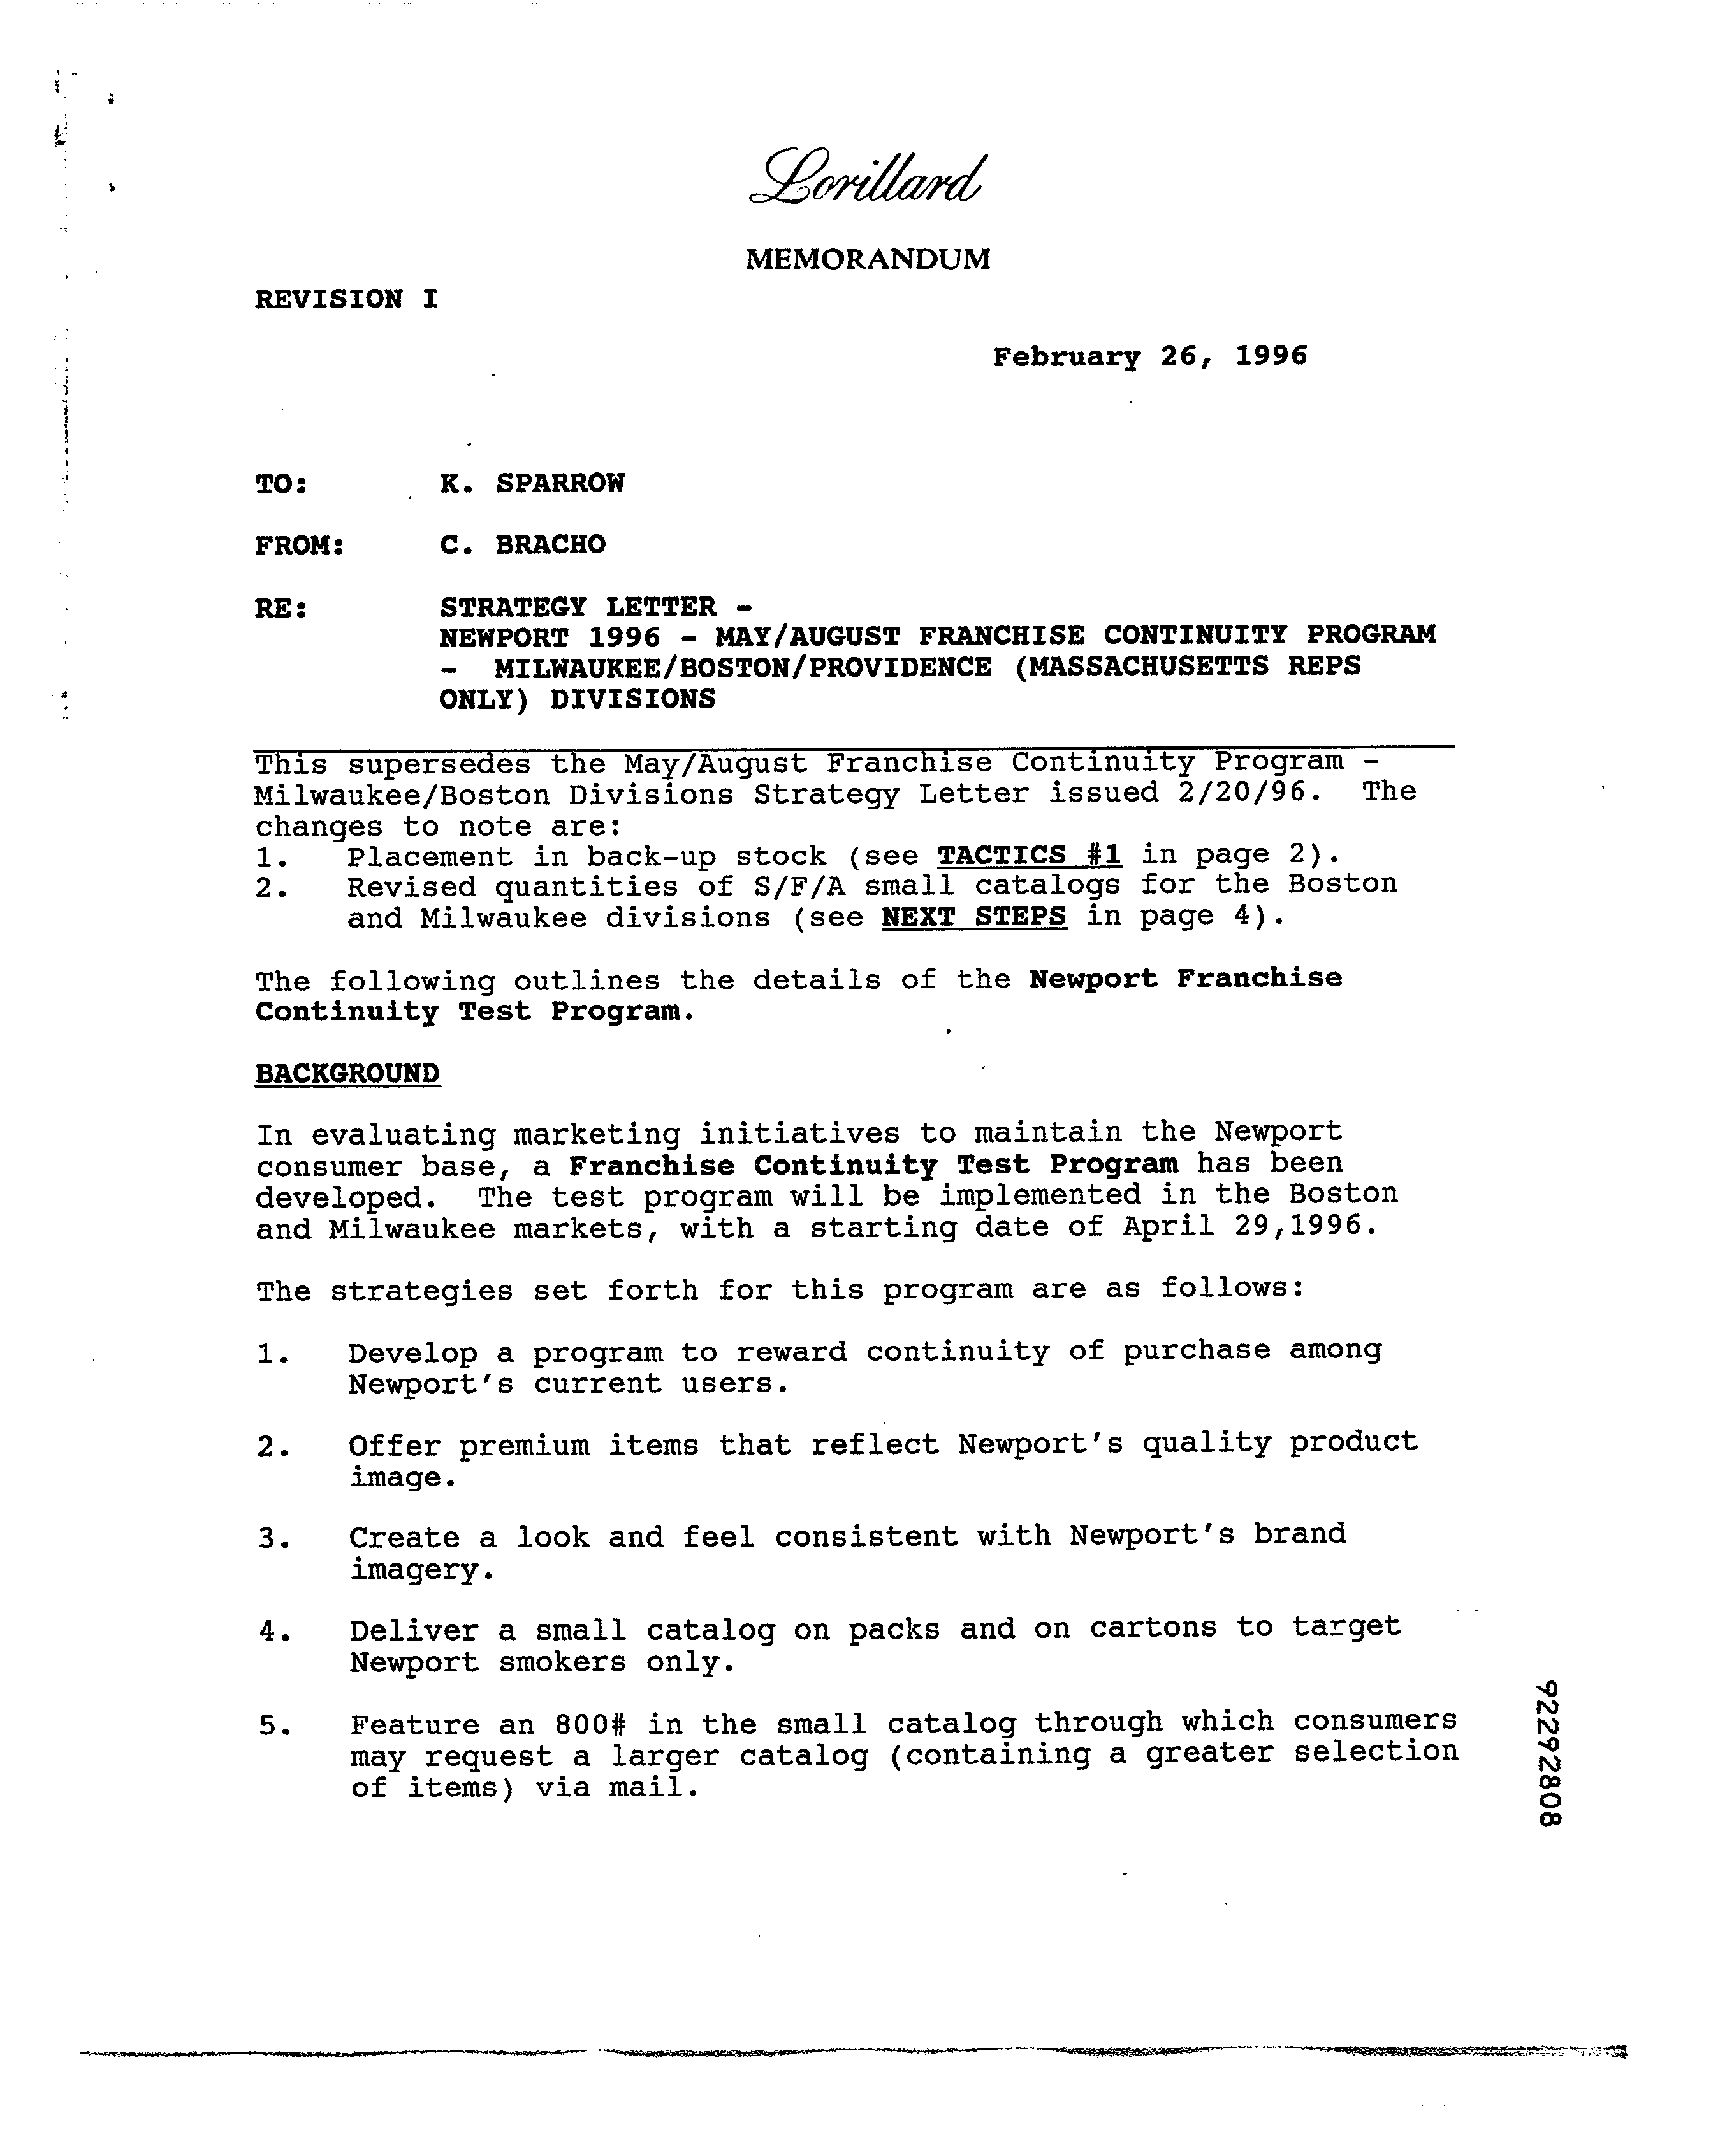 Lorillard
MEMORANDUM
REVISION I
February 26, 1996
TO: K. SPARROW
FROM: C. BRACHO
RE: STRATEGY LETTER -
NEWPORT 1996 - MAY/AUGUST FRANCHISE CONTINUITY PROGRAM
- MILWAUKEE/BOSTON/PROVIDENCE (MASSACHUSETTS REPS
ONLY) DIVISIONS
This supersedes the May/August Franchise Continuity Program -
Milwaukee/Boston Divisions Strategy Letter issued 2/20/96. The
changes to note are:
1. Placement in back-up stock (see TACTICS #1 in page 2).
2. Revised quantities of S/F/A small catalogs for the Boston
and Milwaukee divisions (see NEXT STEPS in page 4).
The following outlines the details of the Newport Franchise
Continuity Test Program.
BACKGROUND
In evaluating marketing initiatives to maintain the Newport
consumer base, a Franchise Continuity Test Program has been
developed. The test program will be implemented in the Boston
and Milwaukee markets, with a starting date of April 29,1996.
The strategies set forth for this program are as follows:
1. Develop a program to reward continuity of purchase among
Newport's current users.
2. Offer premium items that reflect Newport's quality product
image.
3. Create a look and feel consistent with Newport's brand
imagery.
4. Deliver a small catalog on packs and on cartons to target
Newport smokers only.
5. Feature an 800# in the small catalog through which consumers
may request a larger catalog (containing a greater selection
of items) via mail.
92292808